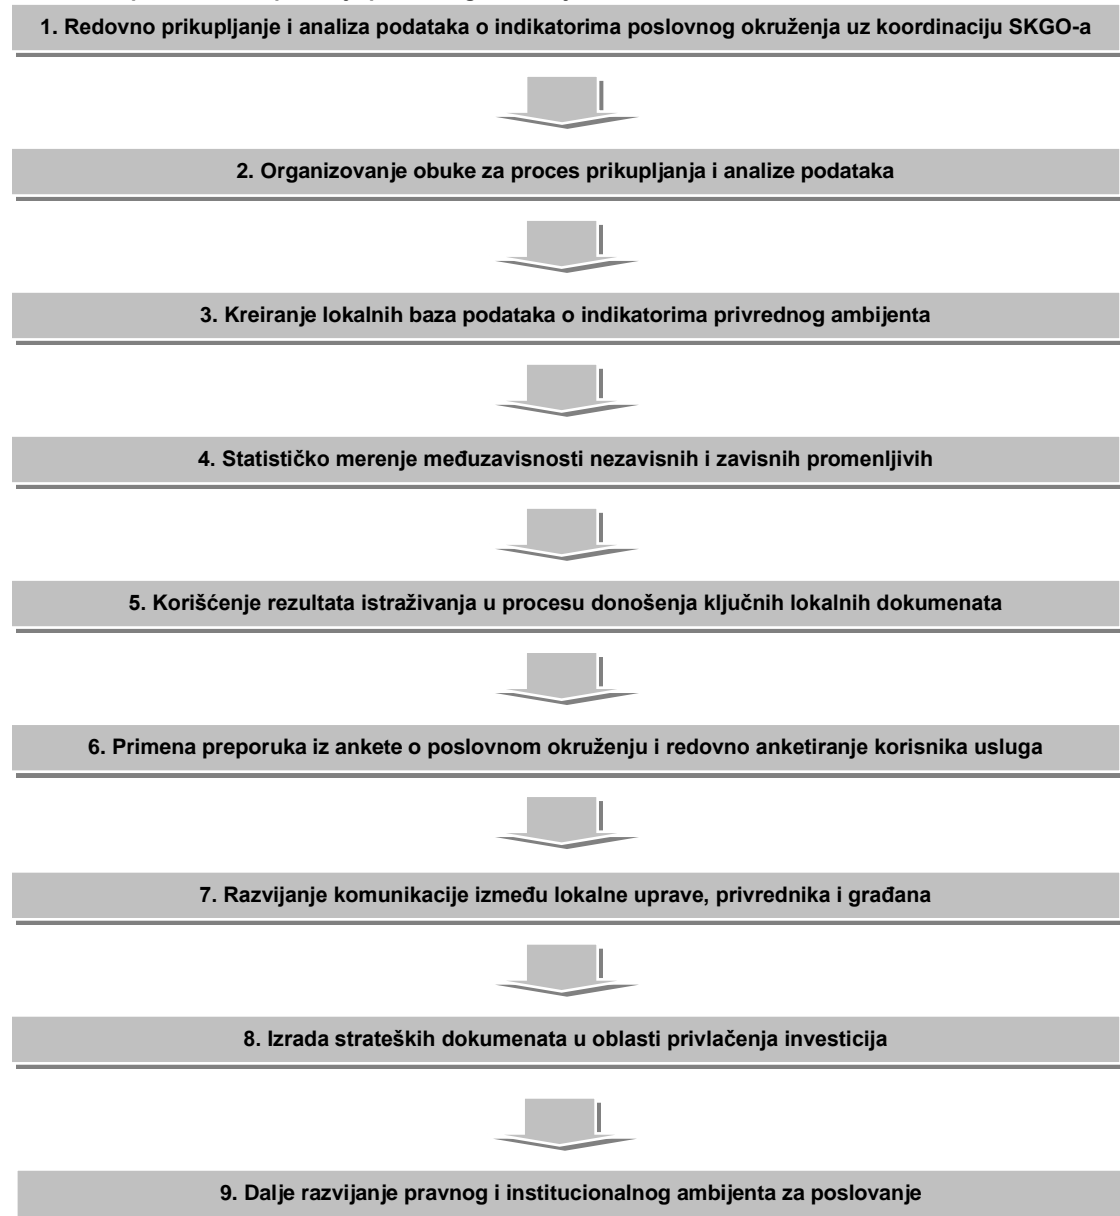 1. Redovno prikupljanje i analiza podataka o indikatorima poslovnog okruženja uz koordinaciju SKGO-a
2. Organizovanje obuke za proces prikupljanja i analize podataka
3. Kreiranje lokalnih baza podataka o indikatorima privrednog ambijenta
4. Statističko merenje međuzavisnosti nezavisnih i zavisnih promenljivih
5. Korišćenje rezultata istraživanja u procesu donošenja ključnih lokalnih dokumenata
6. Primena preporuka iz ankete o poslovnom okruženju i redovno anketiranje korisnika usluga
7. Razvijanje komunikacije između lokalne uprave, privrednika i građana
8. Izrada strateških dokumenata u oblasti privlačenja investicija
9. Dalje razvijanje pravnog i institucionalnog ambijenta za poslovanje